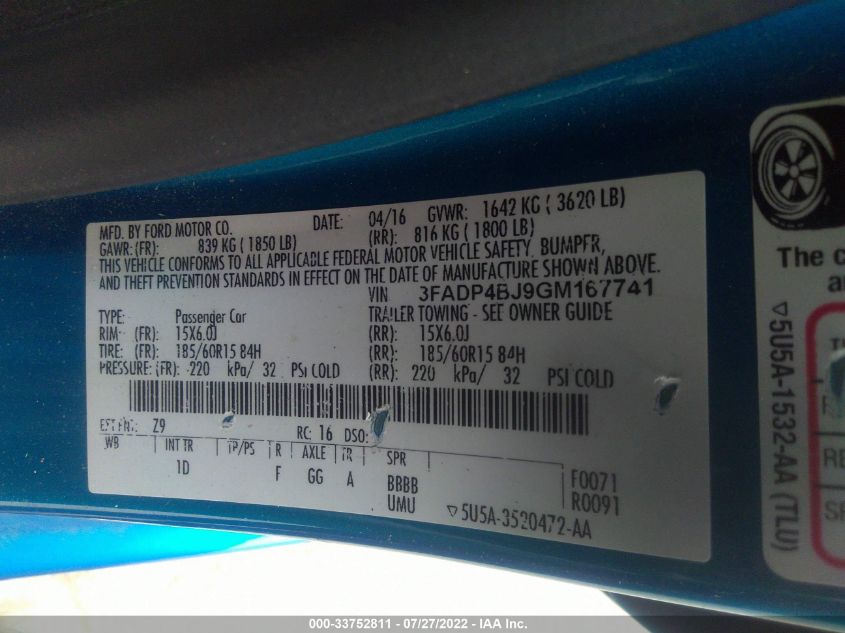 MFD. BY FORD MOTOR CO. DATE: 04/16 GVWR: 1642 KG ( 3620 LB)
GAWR: (FR): 839 KG ( 1850 LB) (RR): 816 KG ( 1800 LB)
THIS VEHICLE CONFORMS TO ALL APPLICABLE FEDERAL MOTOR VEHICLE SAFETY, BUMPER,
AND THEFT PREVENTION STANDARDS IN EFFECT ON THE DATE OF MANUFACTURE SHOWN ABOVE.
VIN 3FADP4BJ9GM167741
TYPE: Passenger Car TRAILER TOWING - SEE OWNER GUIDE
RIM: (FR): 15X6.0J (RR): 15X6.0J
TIRE: (FR): 185/60R15 84H (RR): 185/60R15 84H
PRESSURE: (FR): 220 kPa/ 32 PSI COLD (RR): 220 kPa/ 32 PSI COLD
EXT PNT: Z9 RC: 16 DSO:
WB INT TR TP/PS R AXLE TR SPR
1D F GG A BBBB F0071
UMU R0091
▽5U5A-3520472-AA
The c
▽5U5A-1532-AA (TLU)
RE
000-33752811 - 07/27/2022 - IAA Inc.